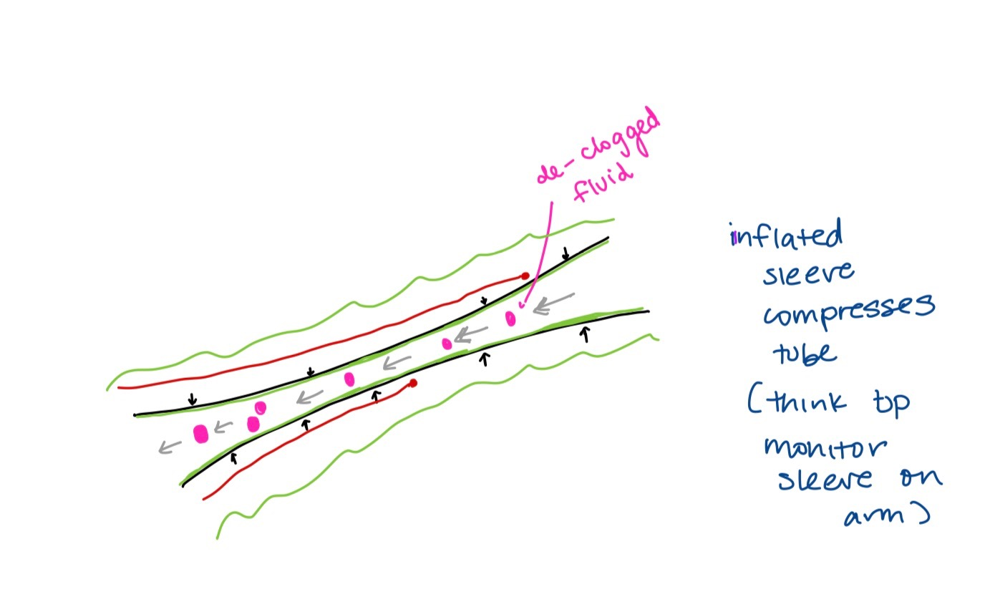 de-clogged
fluid
inflated
sleeve
compresses
tube
(think bp
monitor
sleeve on
arm)